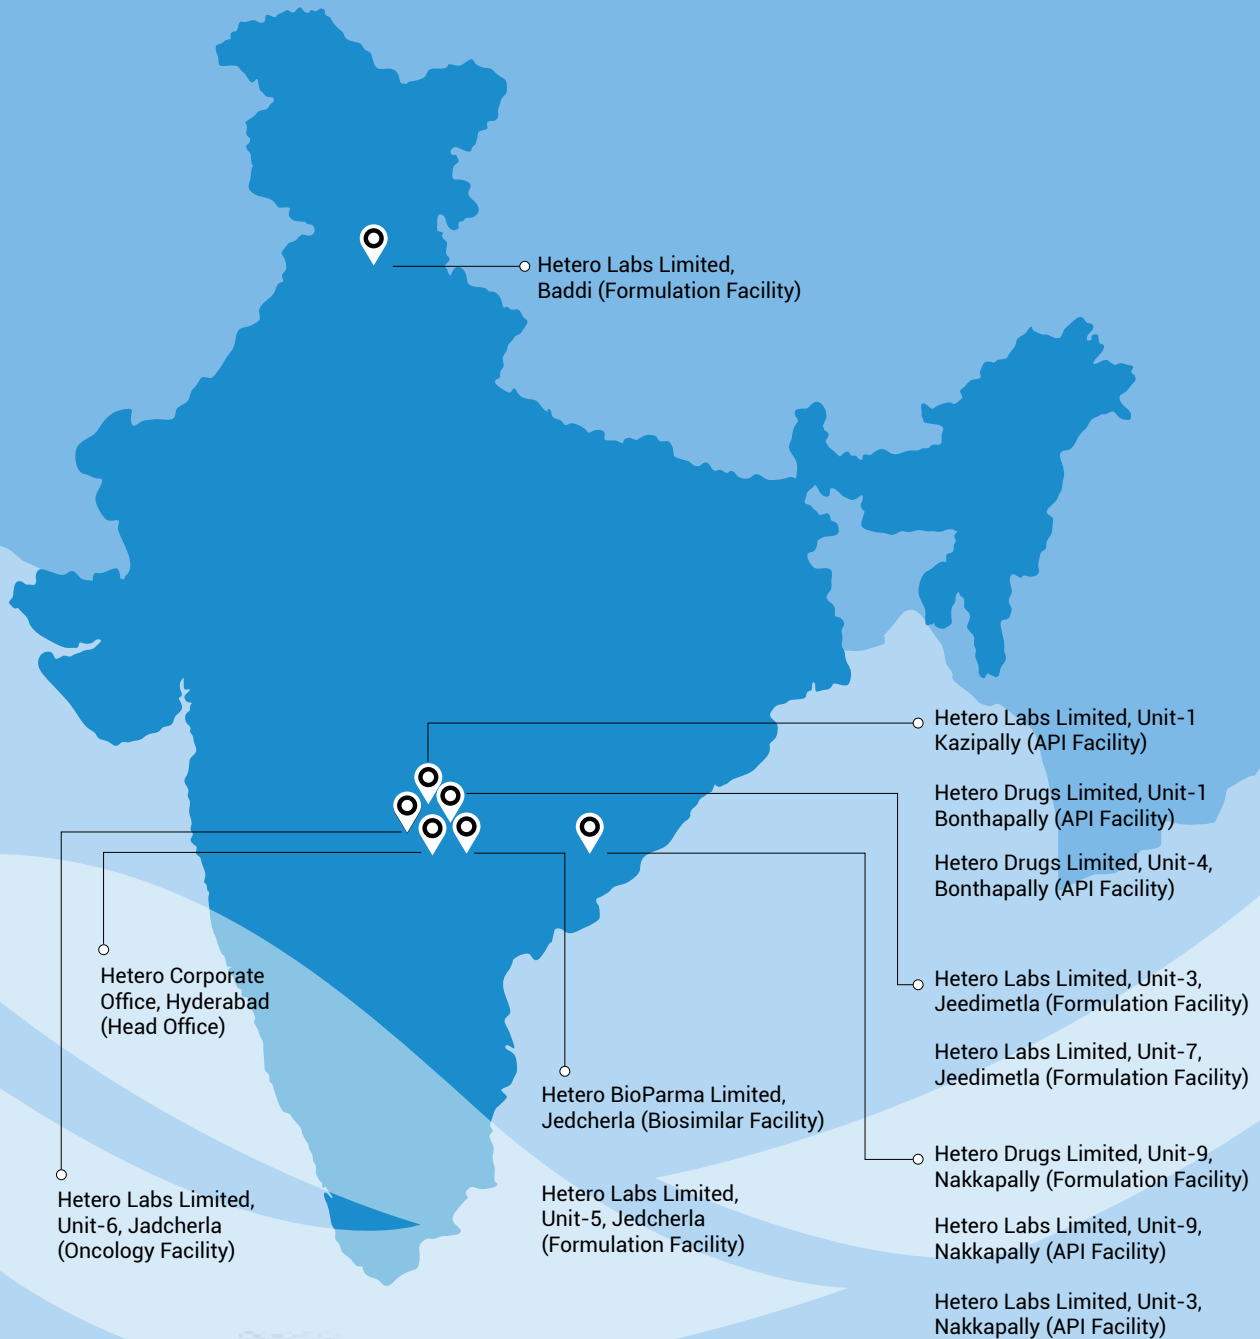 Hetero Labs Limited,
Baddi (Formulation Facility)
Hetero Labs Limited, Unit-1
Kazipally (API Facility)
Hetero Drugs Limited, Unit-1
Bonthapally (API Facility)
Hetero Drugs Limited, Unit-4,
Bonthapally (API Facility)
Hetero Corporate
Office, Hyderabad
(Head Office)
Hetero Labs Limited, Unit-3,
Jeedimetla (Formulation Facility)
Hetero Labs Limited, Unit-7,
Jeedimetla (Formulation Facility)
Hetero BioParma Limited,
Jedcherla (Biosimilar Facility)
Hetero Labs Limited,
Unit-5, Jedcherla
(Formulation Facility)
Hetero Labs Limited,
Unit-6, Jadcherla
(Oncology Facility)
Hetero Drugs Limited, Unit-9,
Nakkapally (Formulation Facility)
Hetero Labs Limited, Unit-9,
Nakkapally (API Facility)
Hetero Labs Limited, Unit-3,
Nakkapally (API Facility)